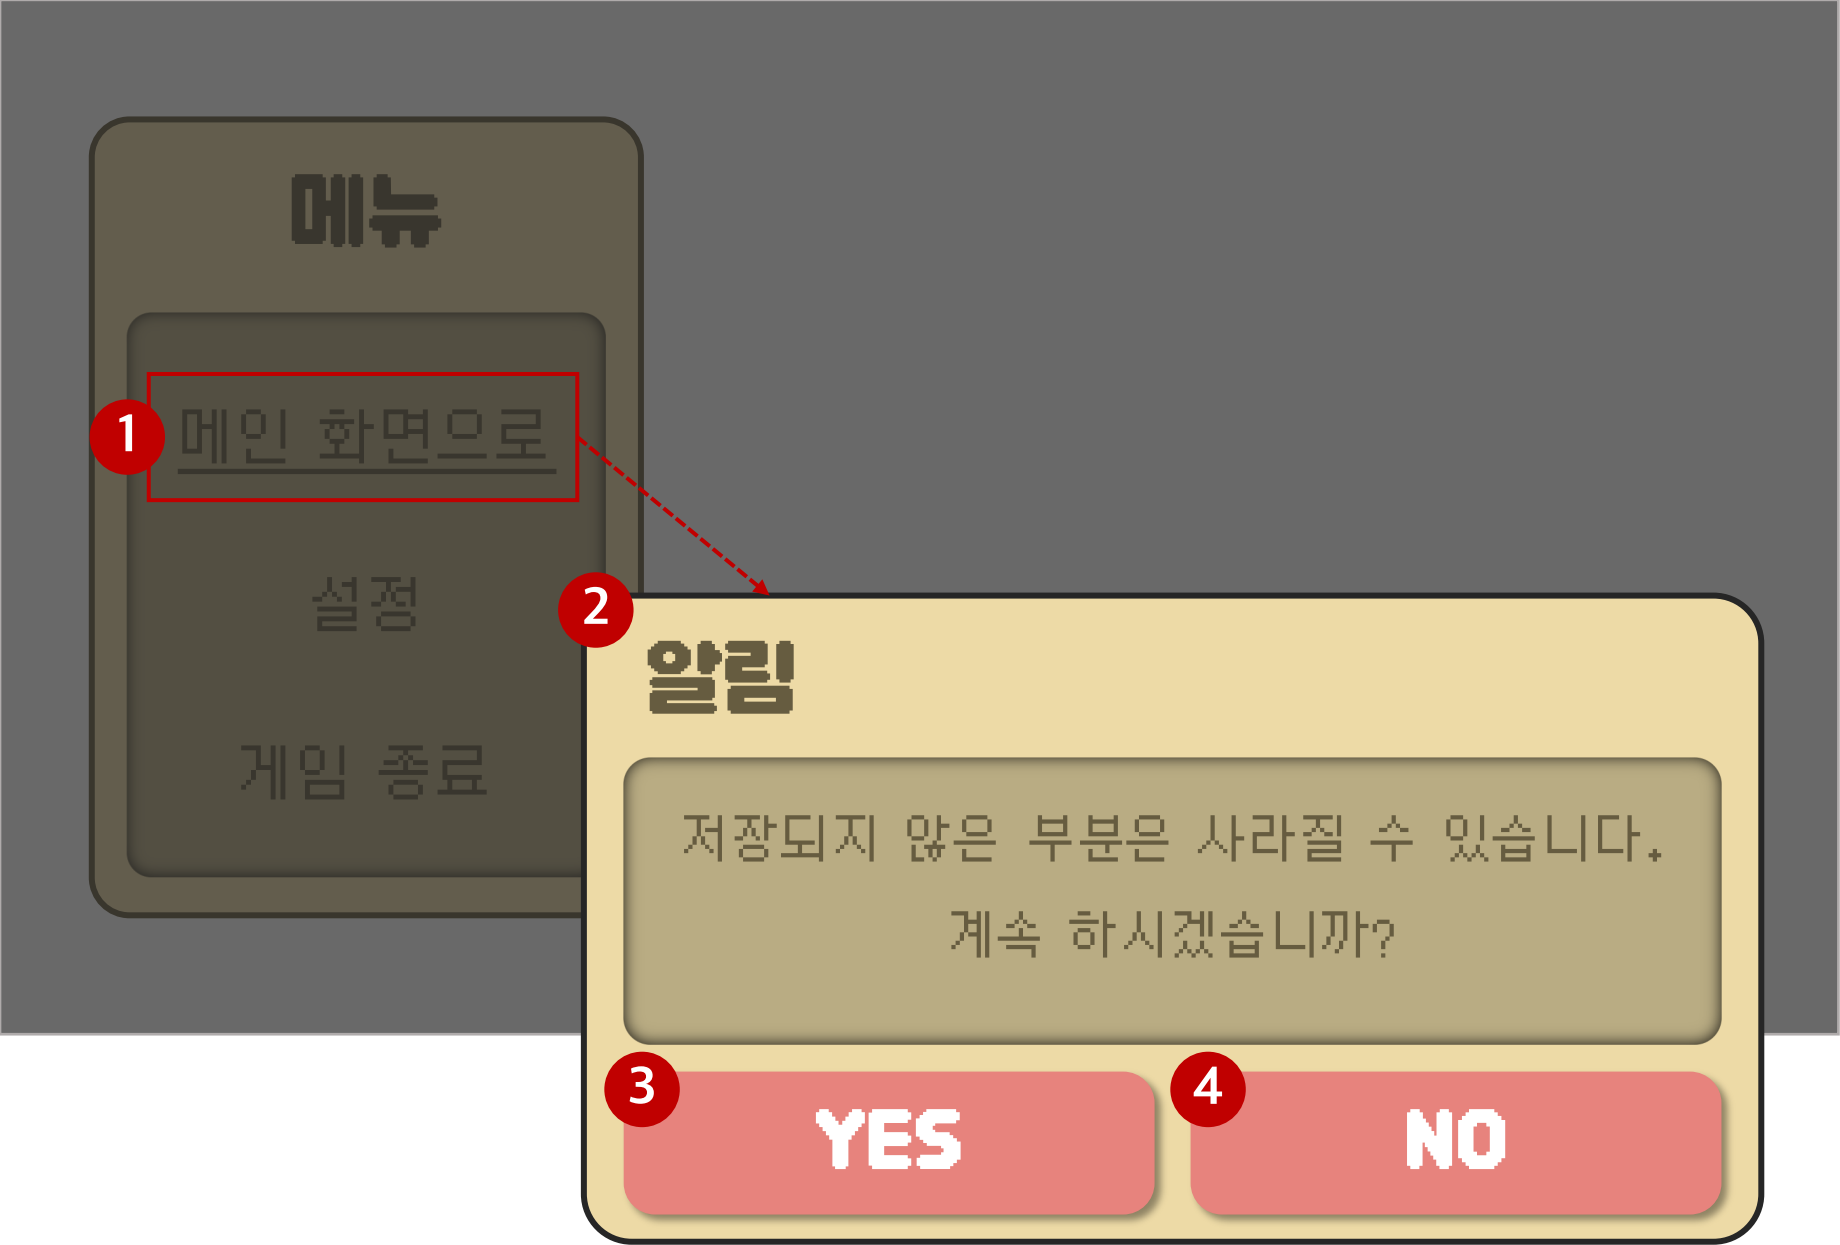 메뉴
1
메인 화면으로
설정
게임 종료
2
알림
저장되지 않은 부분은 사라질 수 있습니다.
계속 하시겠습니까?
3
YES
4
NO